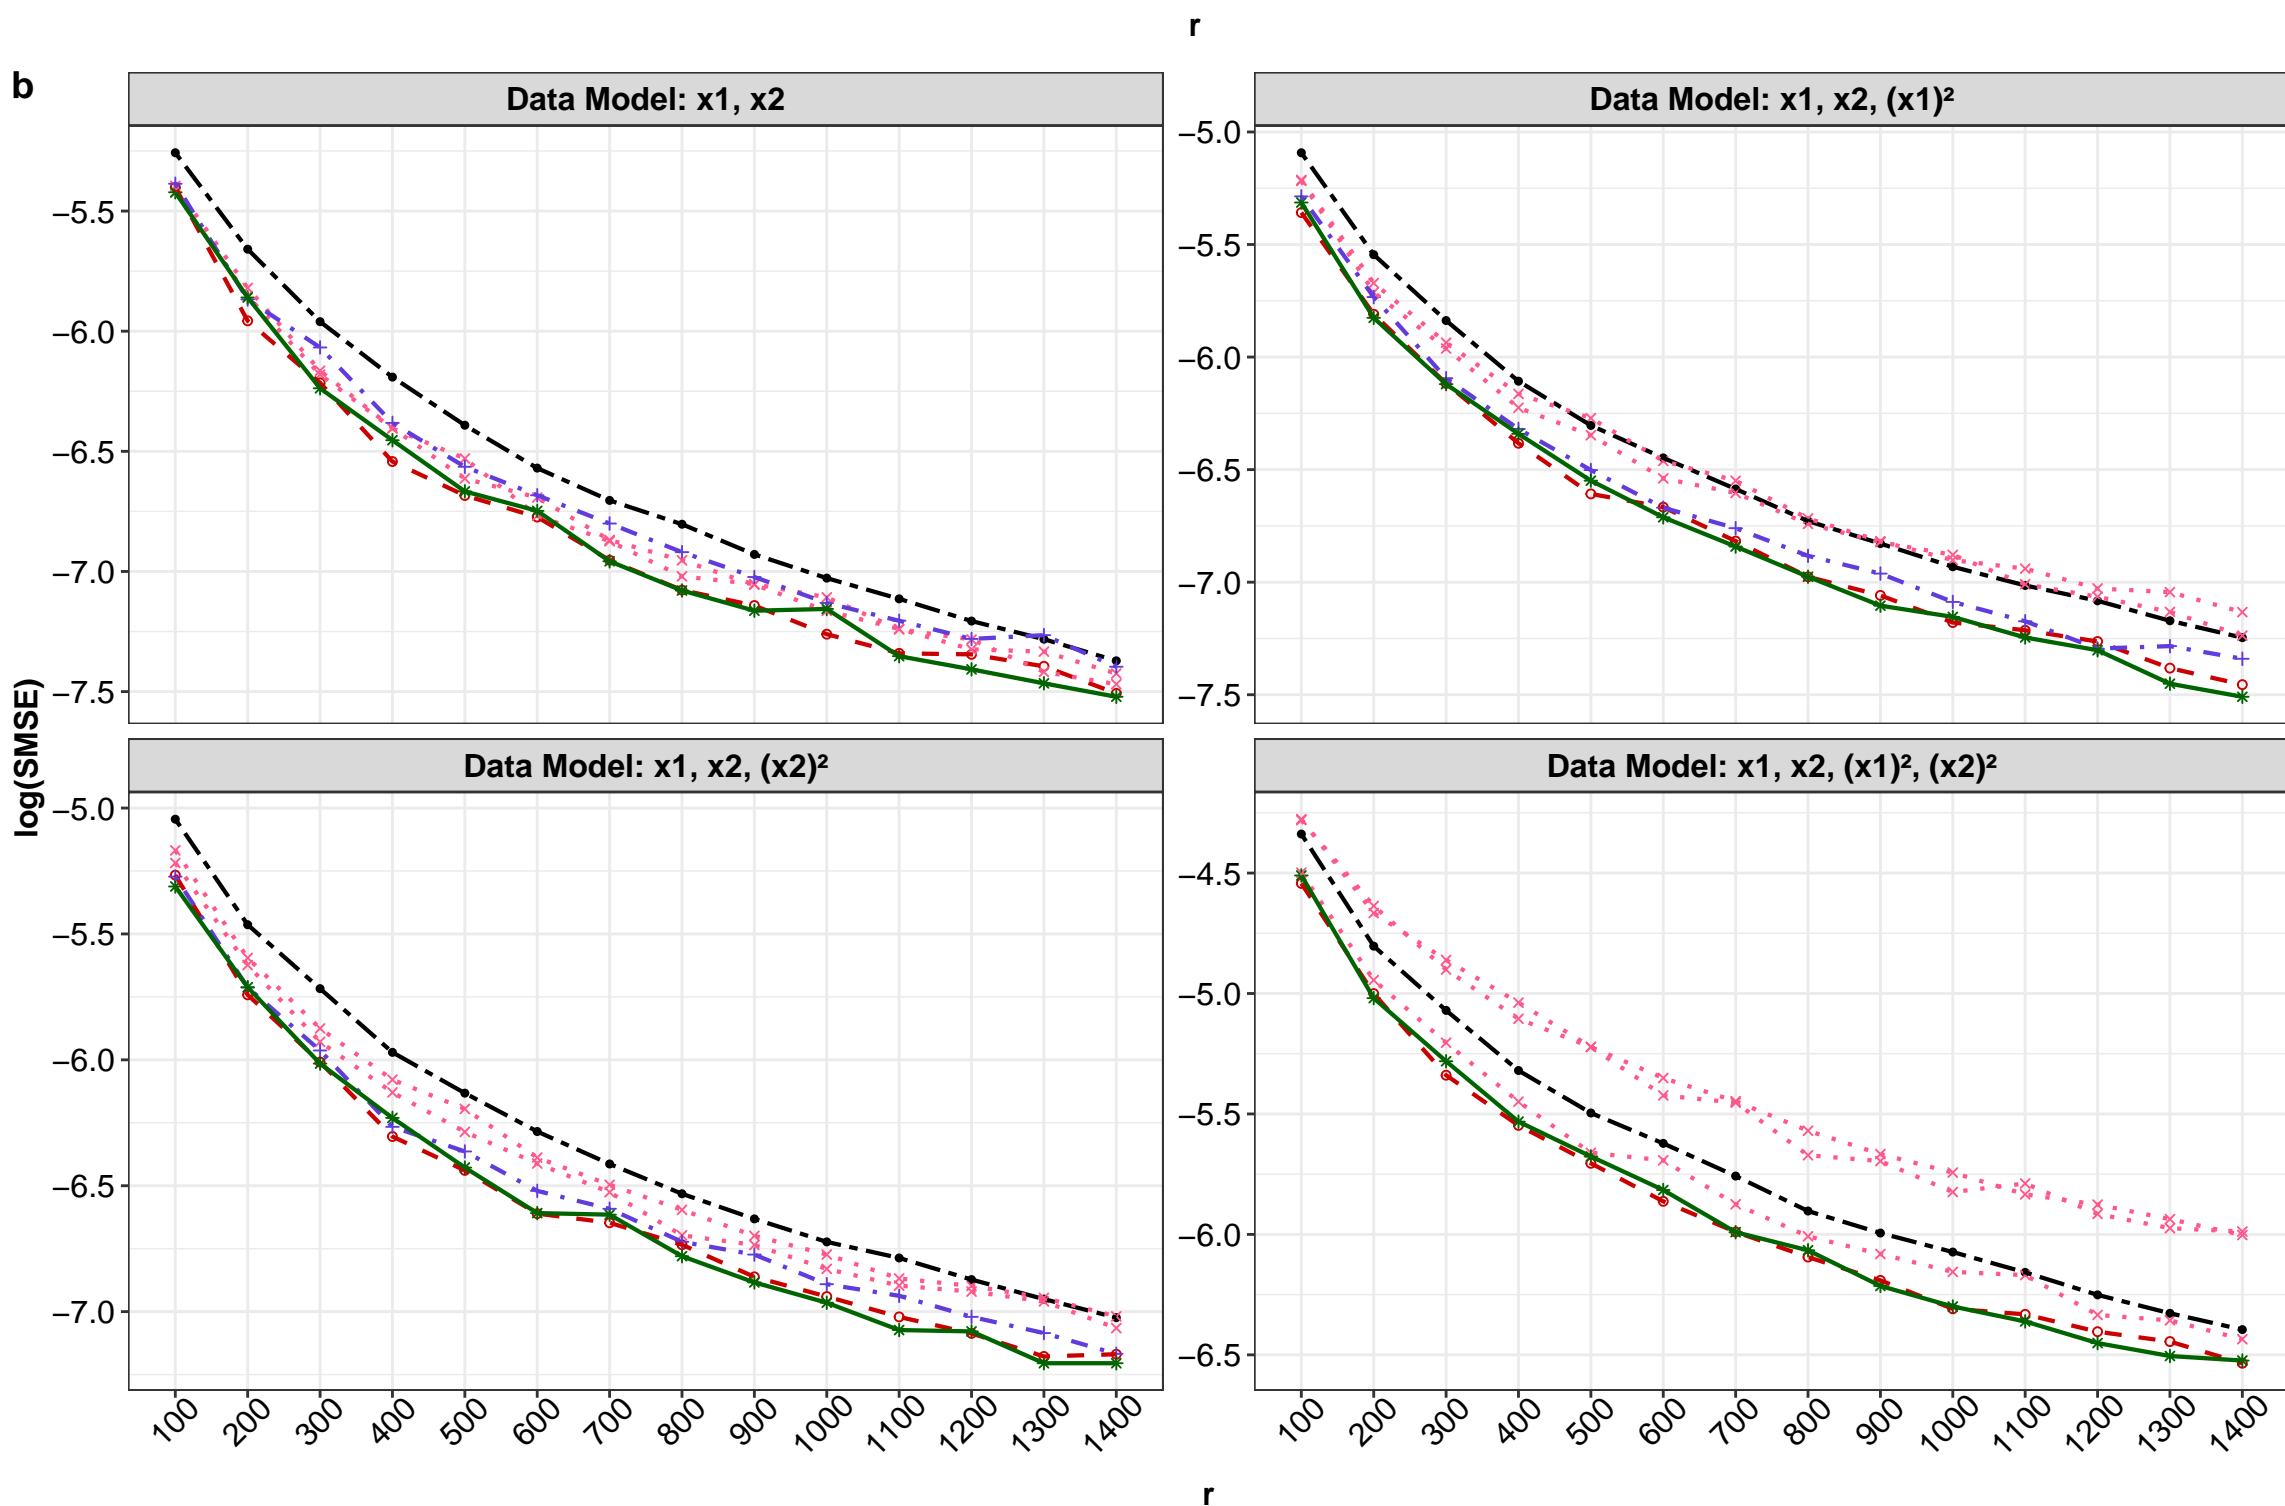 r
b
Data Model: x1, x2
Data Model: x1, x2, (x1)²
−5.5
−6.0
−6.5
−7.0
−7.5
−5.0
−5.5
−6.0
−6.5
−7.0
−7.5
log(SMSE)
Data Model: x1, x2, (x2)²
Data Model: x1, x2, (x1)², (x2)²
−5.0
−5.5
−6.0
−6.5
−7.0
−4.5
−5.0
−5.5
−6.0
−6.5
100 200 300 400 500 600 700 800 900 1000 1100 1200 1300 1400
100 200 300 400 500 600 700 800 900 1000 1100 1200 1300 1400
r